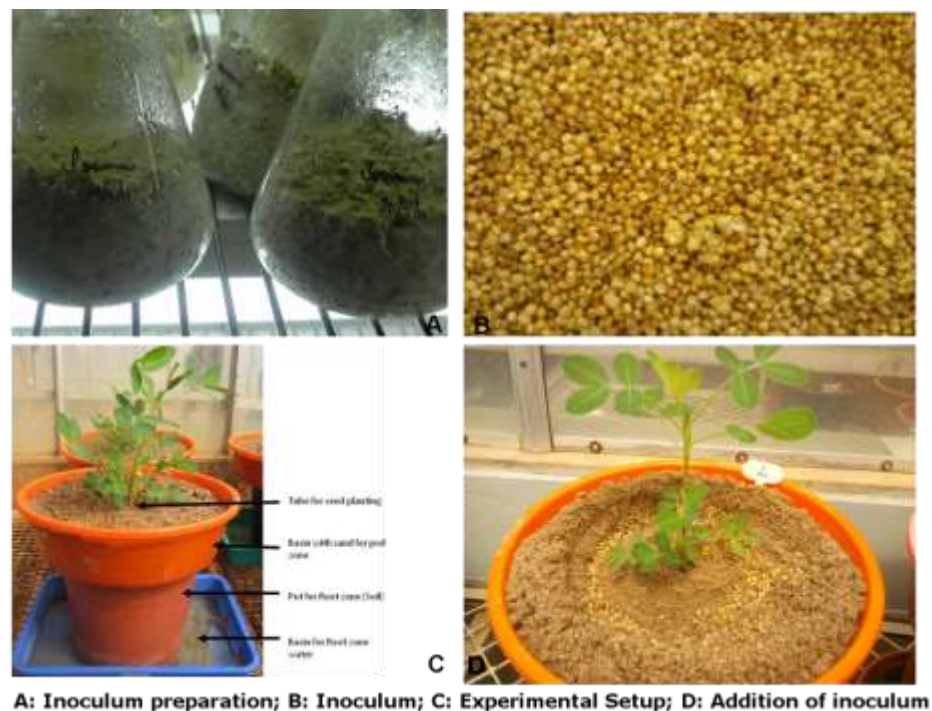 A
B
Tube for seed planting
Basin with sand for pod
zone
Pot for Root zone (Soil)
Basin for Root zone
water
C
D
A: Inoculum preparation; B: Inoculum; C: Experimental Setup; D: Addition of inoculum